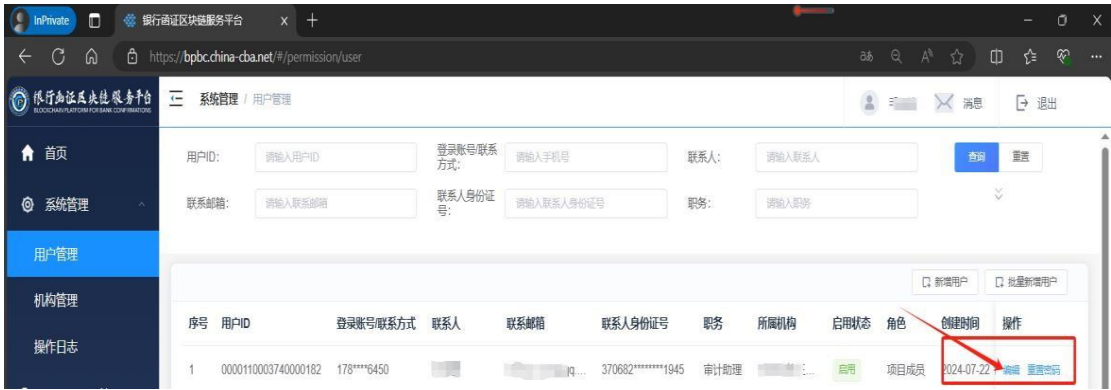 InPrivate
银行函证区块链服务平台
https://bpbc.china-cba.net/#/permission/user
银行函证区块链服务平台
BLOCKCHAIN PLATFORM FOR BANK CONFIRMATIONS
系统管理 / 用户管理
消息
退出
首页
系统管理
用户管理
机构管理
操作日志
用户ID: 请输入用户ID
登录账号/联系方式: 请输入手机号
联系人: 请输入联系人
查询 重置
联系邮箱: 请输入联系邮箱
联系人身份证号: 请输入联系人身份证号
职务: 请输入职务
新增用户 批量新增用户
序号 用户ID 登录账号/联系方式 联系人 联系邮箱 联系人身份证号 职务 所属机构 启用状态 角色 创建时间 操作
1 0000110003740000182 178****6450 q... 370682********1945 审计助理 启用 项目成员 2024-07-22 编辑 重置密码